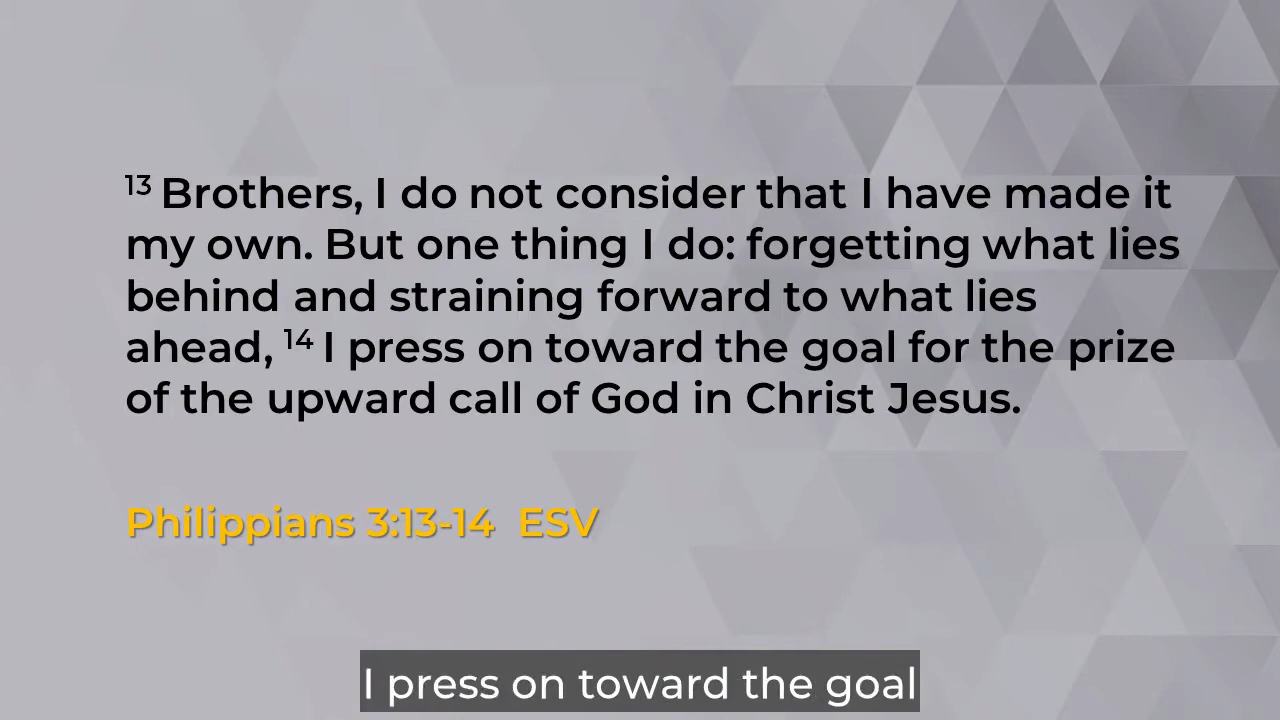 13 Brothers, I do not consider that I have made it
my own. But one thing I do: forgetting what lies
behind and straining forward to what lies
ahead, 14 I press on toward the goal for the prize
of the upward call of God in Christ Jesus.
Philippians 3:13-14 ESV
I press on toward the goal